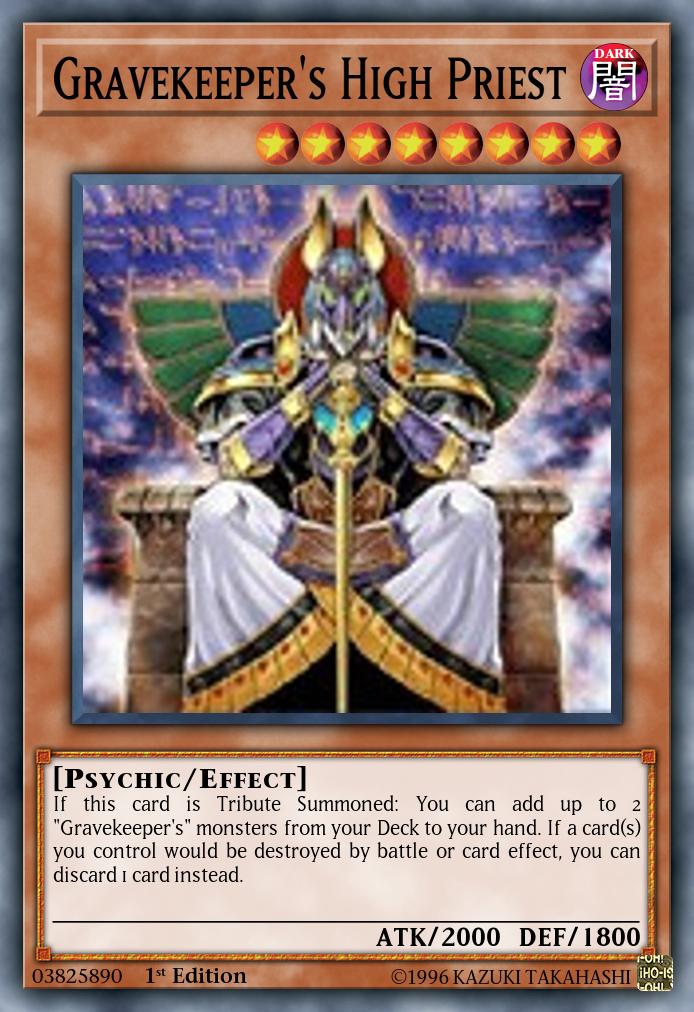 Gravekeeper's High Priest
DARK
闇
[Psychic/Effect]
If this card is Tribute Summoned: You can add up to 2
"Gravekeeper's" monsters from your Deck to your hand. If a card(s)
you control would be destroyed by battle or card effect, you can
discard 1 card instead.
ATK/2000 DEF/1800
03825890 1st Edition ©1996 KAZUKI TAKAHASHI